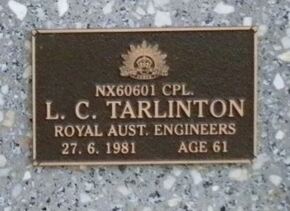 NX60601 CPL.
L. C. TARLINTON
ROYAL AUST. ENGINEERS
27. 6. 1981 AGE 61